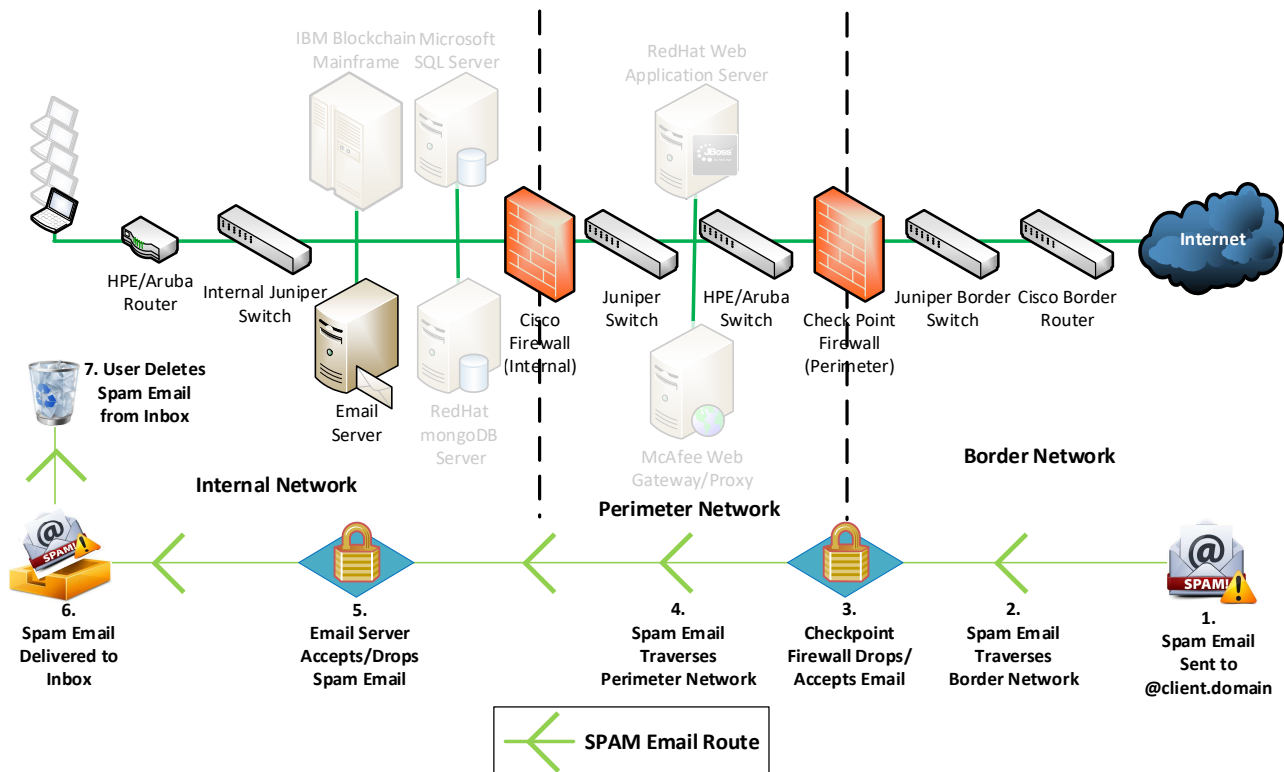 IBM Blockchain
Mainframe
Microsoft
SQL Server
RedHat Web
Application Server
JBoss
Internet
HPE/Aruba
Router
Internal Juniper
Switch
Cisco
Firewall
(Internal)
Juniper
Switch
HPE/Aruba
Switch
Check Point
Firewall
(Perimeter)
Juniper Border
Switch
Cisco Border
Router
7. User Deletes
Spam Email
from Inbox
Email
Server
RedHat
mongoDB
Server
McAfee Web
Gateway/Proxy
Internal Network
Perimeter Network
Border Network
@
SPAM!
@
SPAM!
6.
Spam Email
Delivered to
Inbox
5.
Email Server
Accepts/Drops
Spam Email
4.
Spam Email
Traverses
Perimeter Network
3.
Checkpoint
Firewall Drops/
Accepts Email
2.
Spam Email
Traverses
Border Network
1.
Spam Email
Sent to
@client.domain
SPAM Email Route